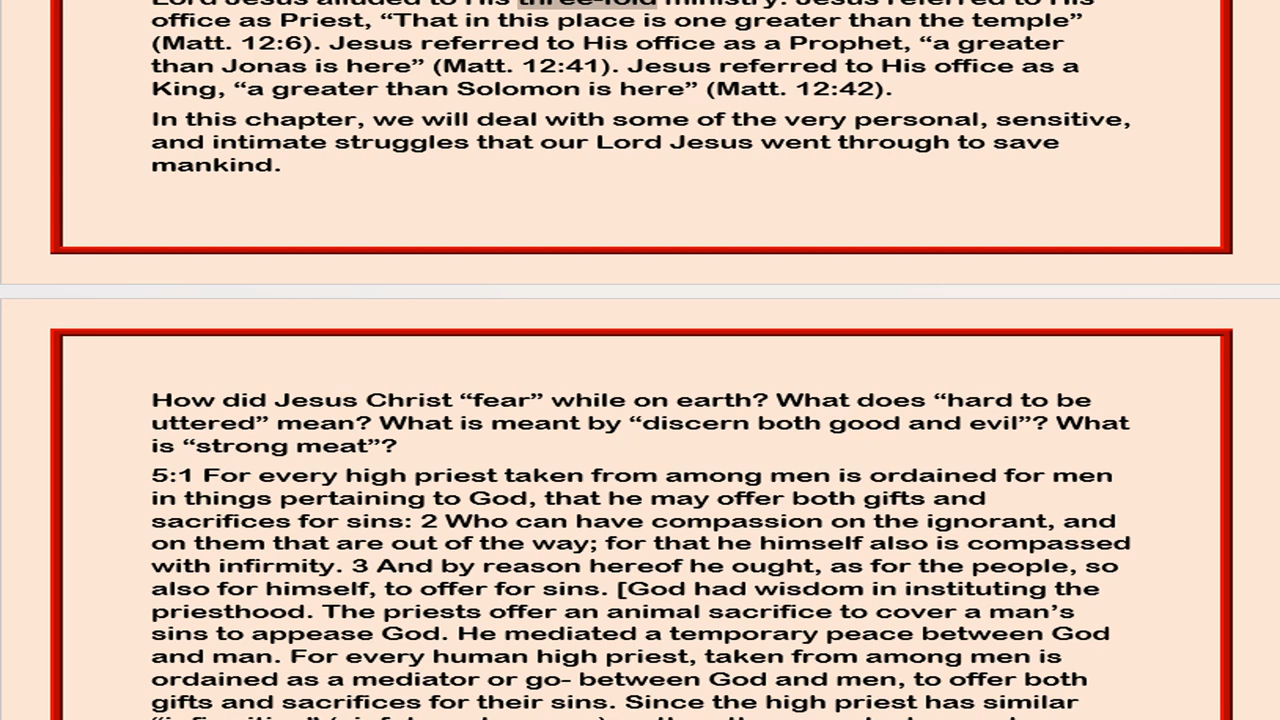 Lord Jesus alluded to His three-fold ministry. Jesus referred to His
office as Priest, “That in this place is one greater than the temple”
(Matt. 12:6). Jesus referred to His office as a Prophet, “a greater
than Jonas is here” (Matt. 12:41). Jesus referred to His office as a
King, “a greater than Solomon is here” (Matt. 12:42).
In this chapter, we will deal with some of the very personal, sensitive,
and intimate struggles that our Lord Jesus went through to save
mankind.
How did Jesus Christ “fear” while on earth? What does “hard to be
uttered” mean? What is meant by “discern both good and evil”? What
is “strong meat”?
5:1 For every high priest taken from among men is ordained for men
in things pertaining to God, that he may offer both gifts and
sacrifices for sins: 2 Who can have compassion on the ignorant, and
on them that are out of the way; for that he himself also is compassed
with infirmity. 3 And by reason hereof he ought, as for the people, so
also for himself, to offer for sins. [God had wisdom in instituting the
priesthood. The priests offer an animal sacrifice to cover a man’s
sins to appease God. He mediated a temporary peace between God
and man. For every human high priest, taken from among men is
ordained as a mediator or go- between God and men, to offer both
gifts and sacrifices for their sins. Since the high priest has similar